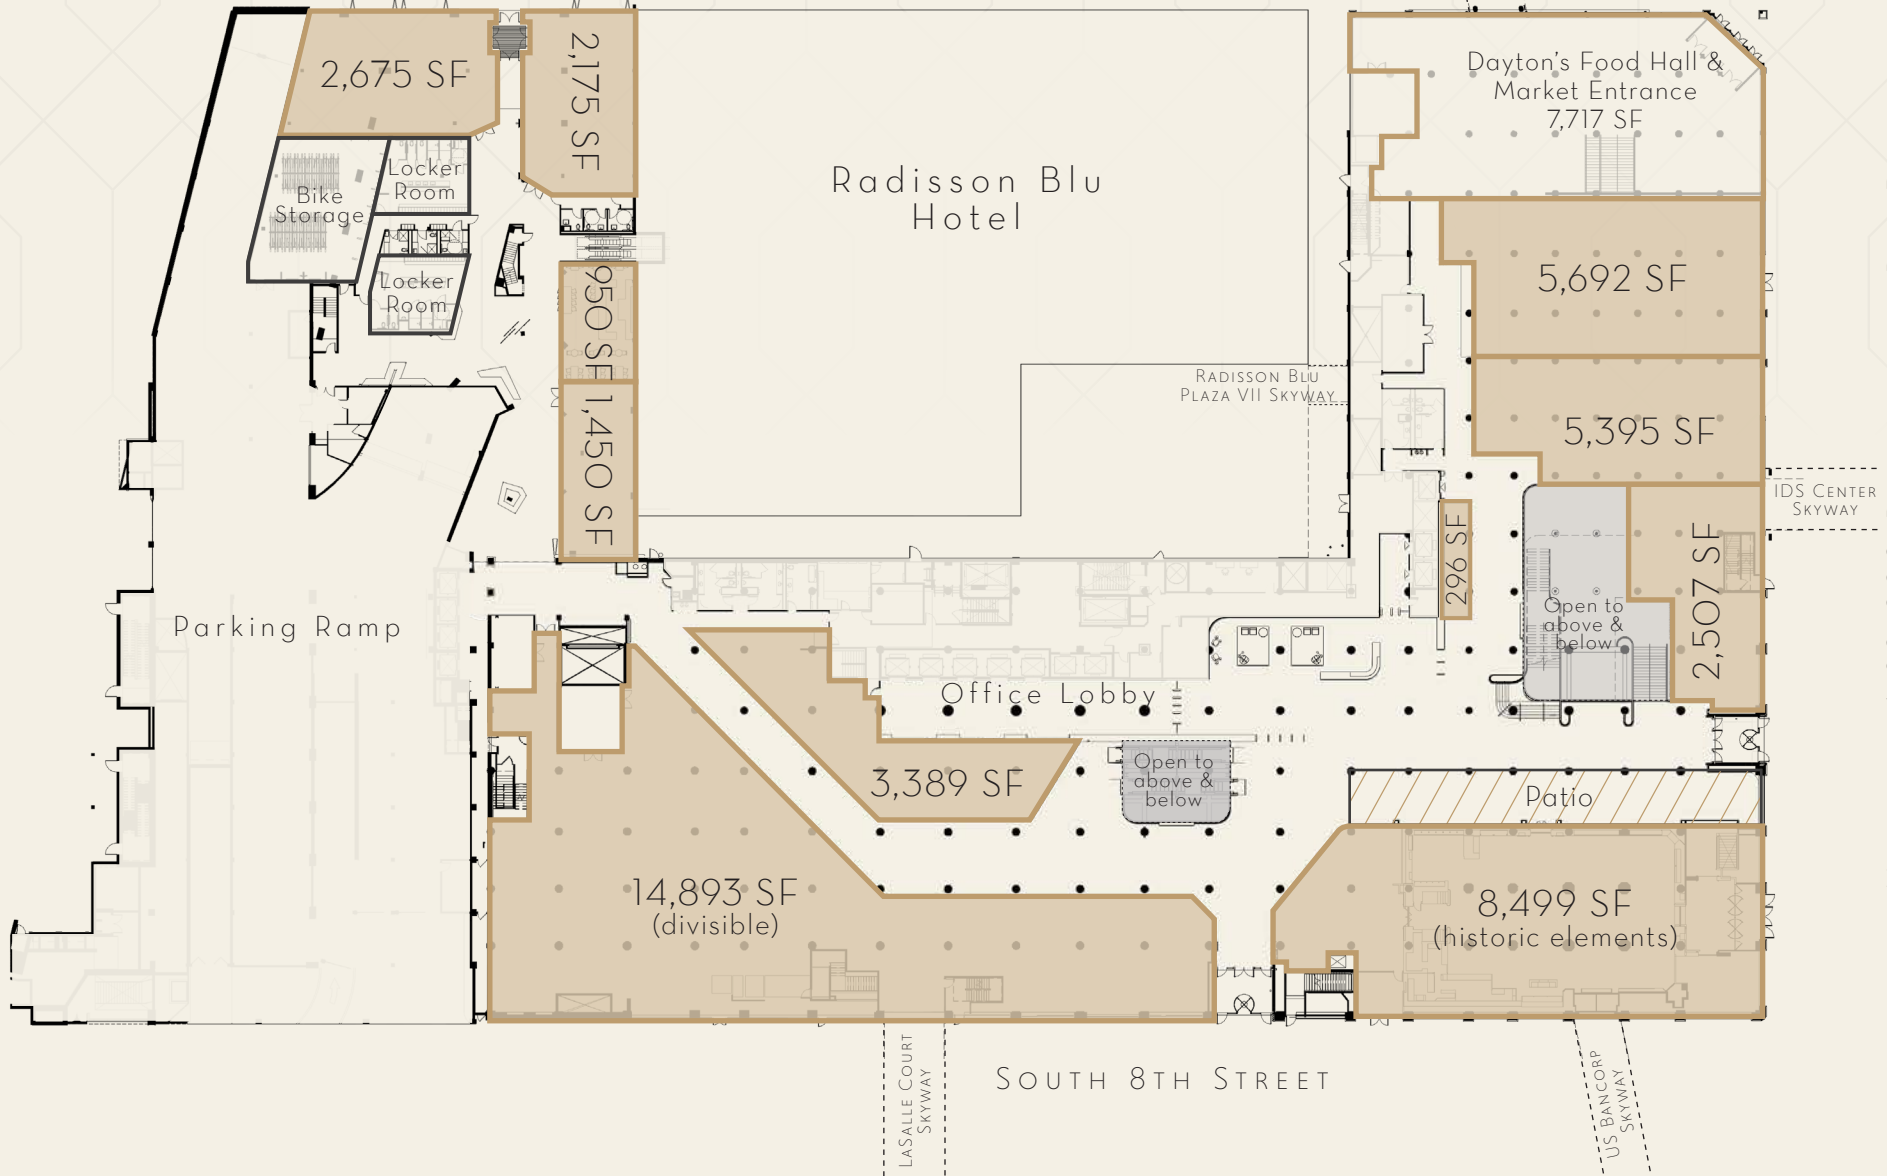 2,675 SF
2,175 SF
Dayton's Food Hall &
Market Entrance
7,717 SF
Locker
Room
Bike
Storage
Radisson Blu
Hotel
Locker
Room
950 SF
5,692 SF
RADISSON BLU
PLAZA VII SKYWAY
1,450 SF
5,395 SF
IDS CENTER
SKYWAY
296 SF
2,507 SF
Open to
above &
below
Parking Ramp
Office Lobby
3,389 SF
Open to
above &
below
Patio
14,893 SF
(divisible)
8,499 SF
(historic elements)
LASALLE COURT
SKYWAY
SOUTH 8TH STREET
US BANCORP
SKYWAY